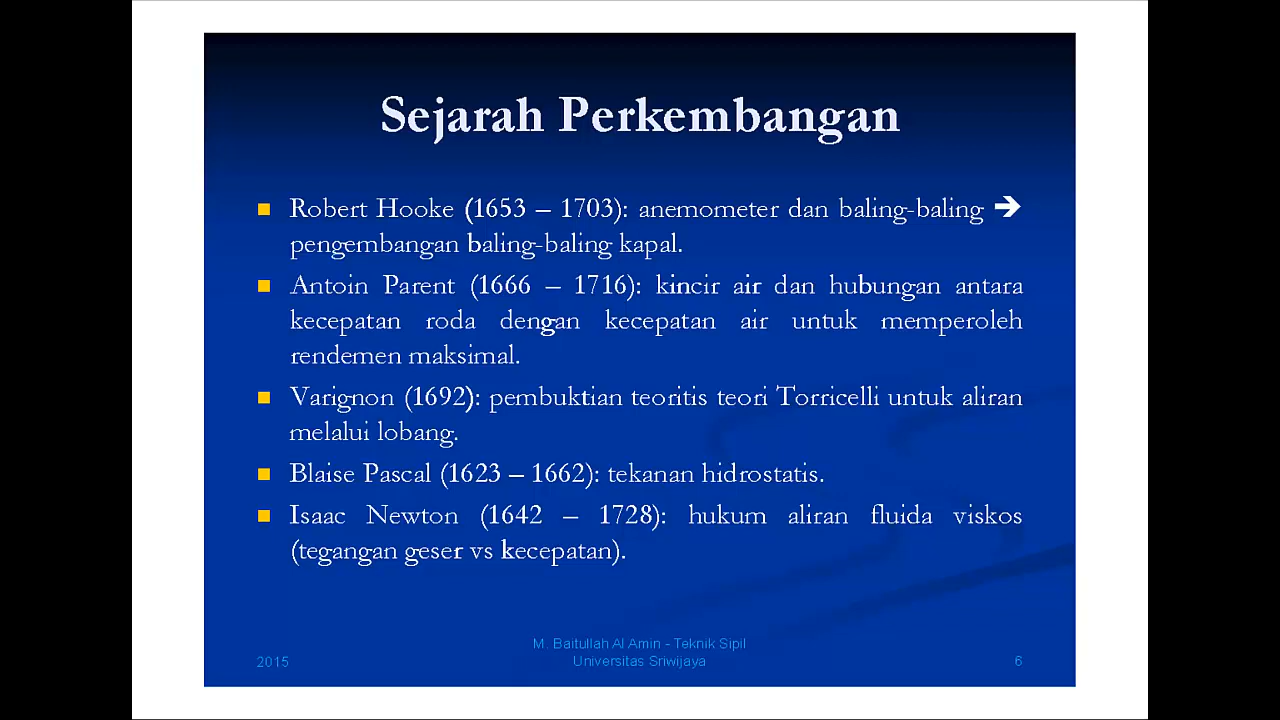 Sejarah Perkembangan
Robert Hooke (1653 – 1703): anemometer dan baling-baling ➔
pengembangan baling-baling kapal.
Antoin Parent (1666 – 1716): kincir air dan hubungan antara
kecepatan roda dengan kecepatan air untuk memperoleh
rendemen maksimal.
Varignon (1692): pembuktian teoritis teori Torricelli untuk aliran
melalui lobang.
Blaise Pascal (1623 – 1662): tekanan hidrostatis.
Isaac Newton (1642 – 1728): hukum aliran fluida viskos
(tegangan geser vs kecepatan).
M. Baitullah Al Amin - Teknik Sipil
2015 Universitas Sriwijaya 6